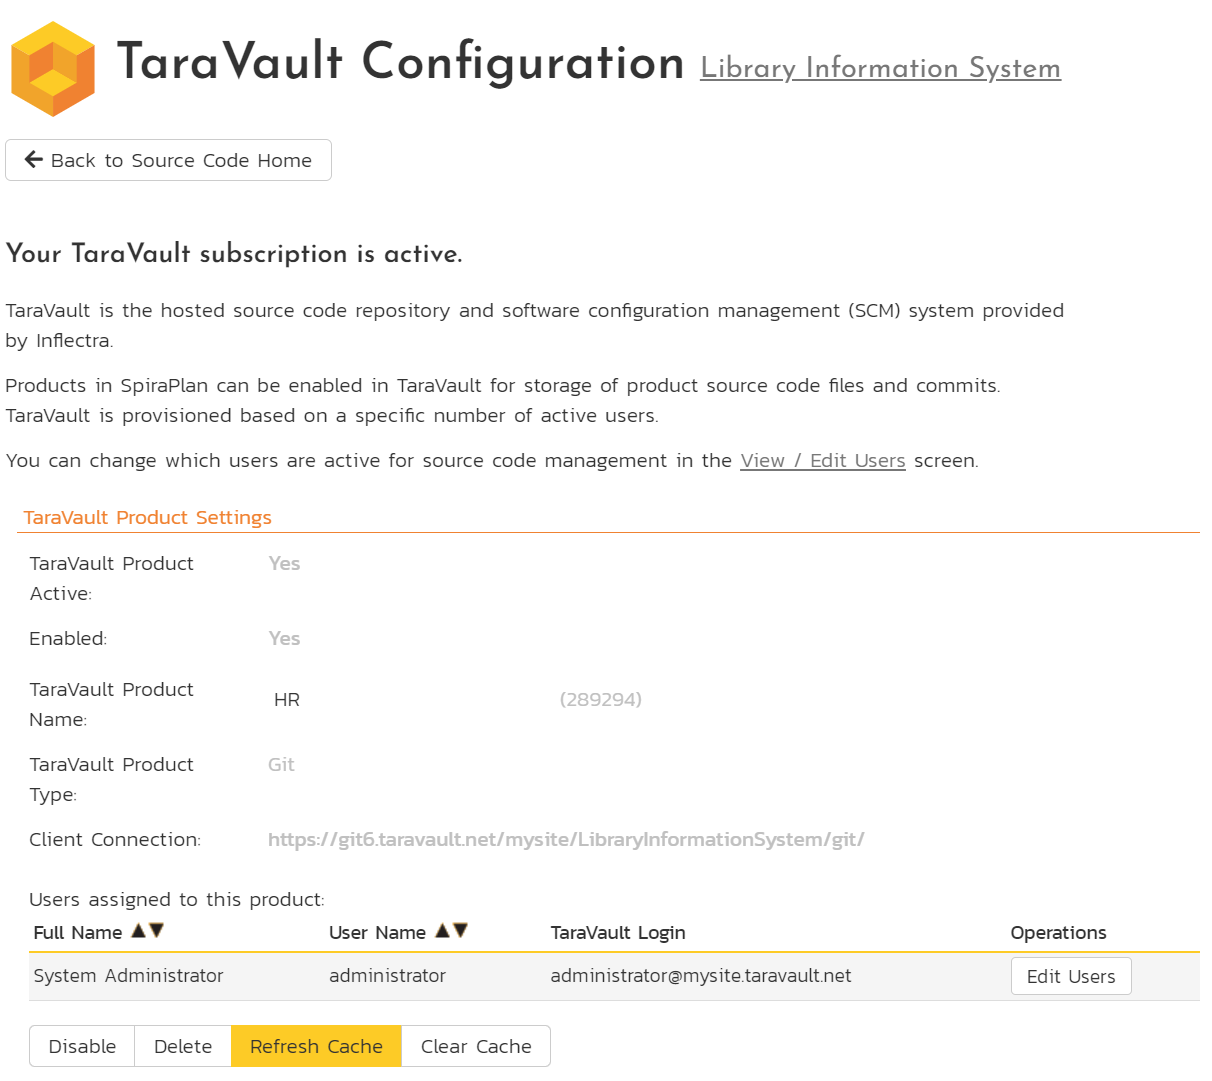 TaraVault Configuration Library Information System
Back to Source Code Home
Your TaraVault subscription is active.
TaraVault is the hosted source code repository and software configuration management (SCM) system provided
by Inflectra.
Products in SpiraPlan can be enabled in TaraVault for storage of product source code files and commits.
TaraVault is provisioned based on a specific number of active users.
You can change which users are active for source code management in the View / Edit Users screen.
TaraVault Product Settings
TaraVault Product Active: Yes
Enabled: Yes
TaraVault Product Name: HR (289294)
TaraVault Product Type: Git
Client Connection: https://git6.taravault.net/mysite/LibraryInformationSystem/git/
Users assigned to this product:
Full Name ▲▼ User Name ▲▼ TaraVault Login Operations
System Administrator administrator administrator@mysite.taravault.net Edit Users
Disable Delete Refresh Cache Clear Cache